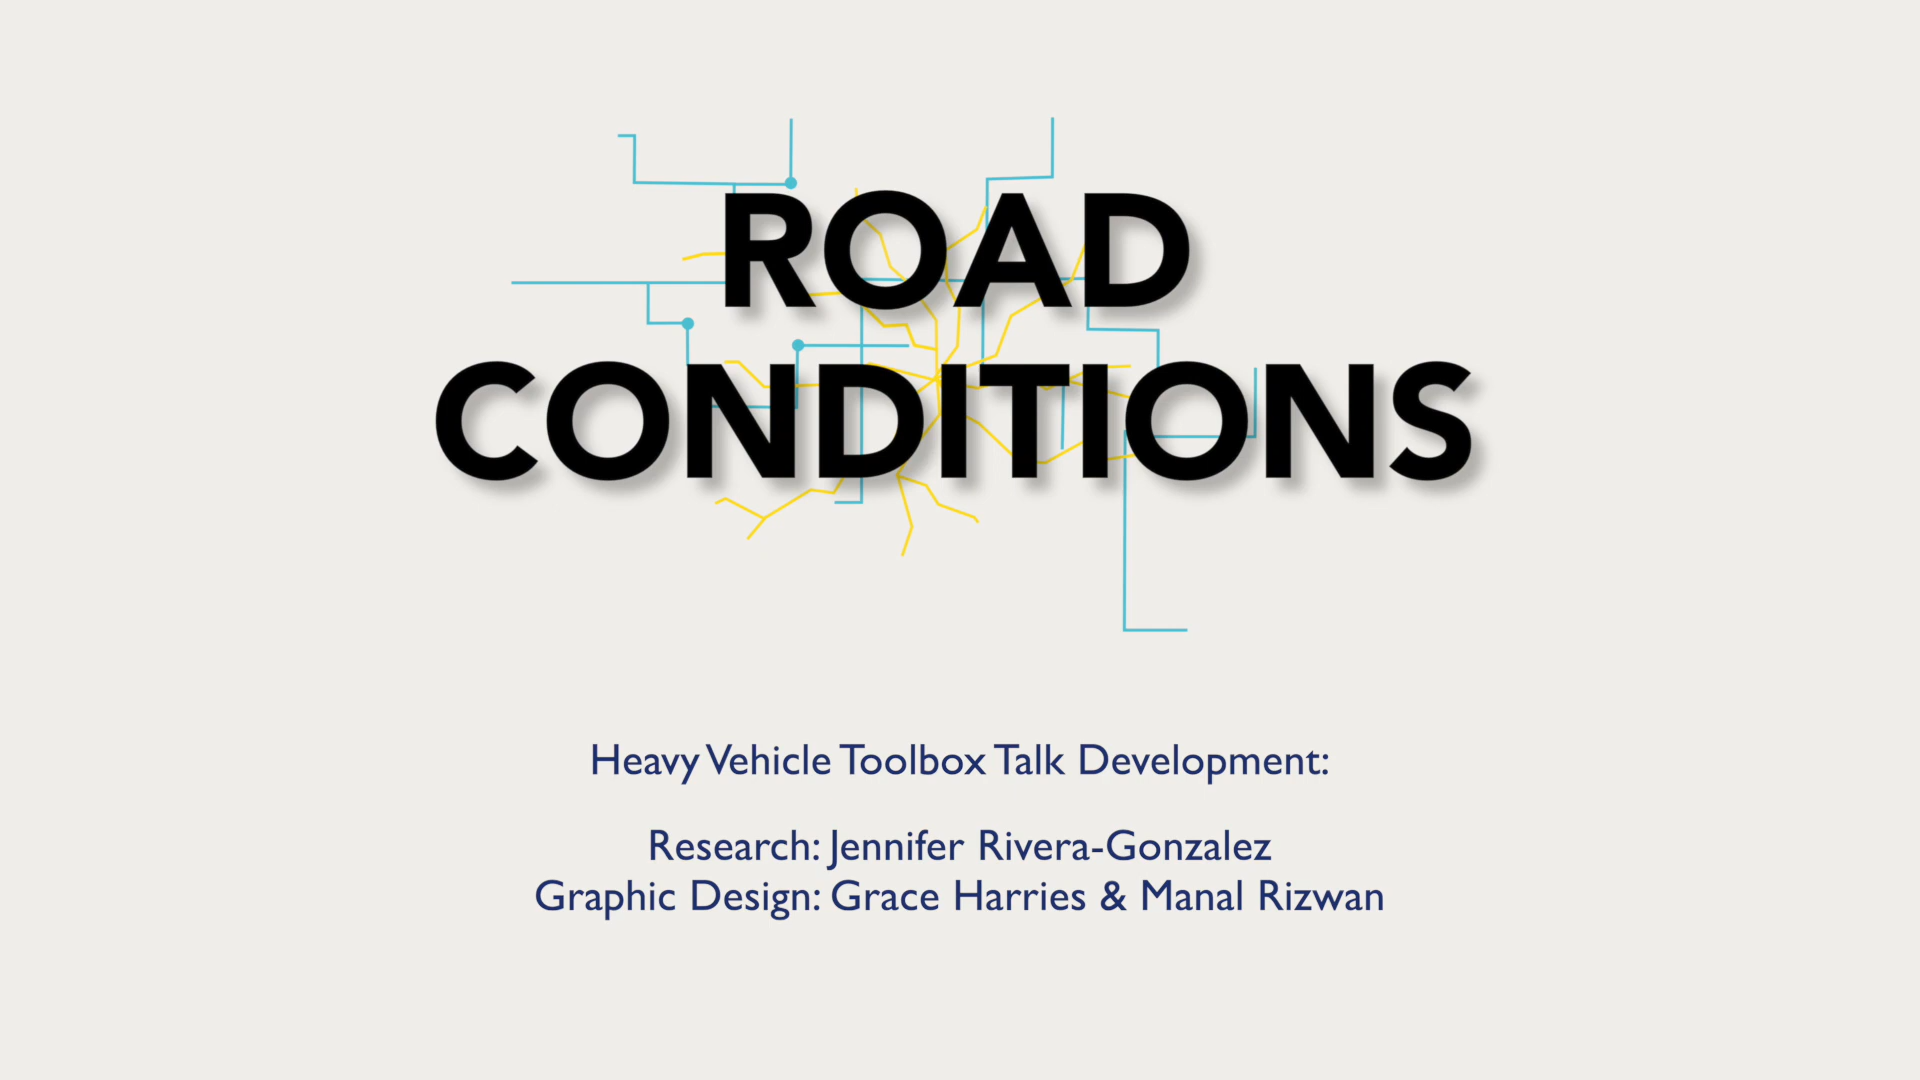 ROAD
CONDITIONS
Heavy Vehicle Toolbox Talk Development:
Research: Jennifer Rivera-Gonzalez
Graphic Design: Grace Harries & Manal Rizwan